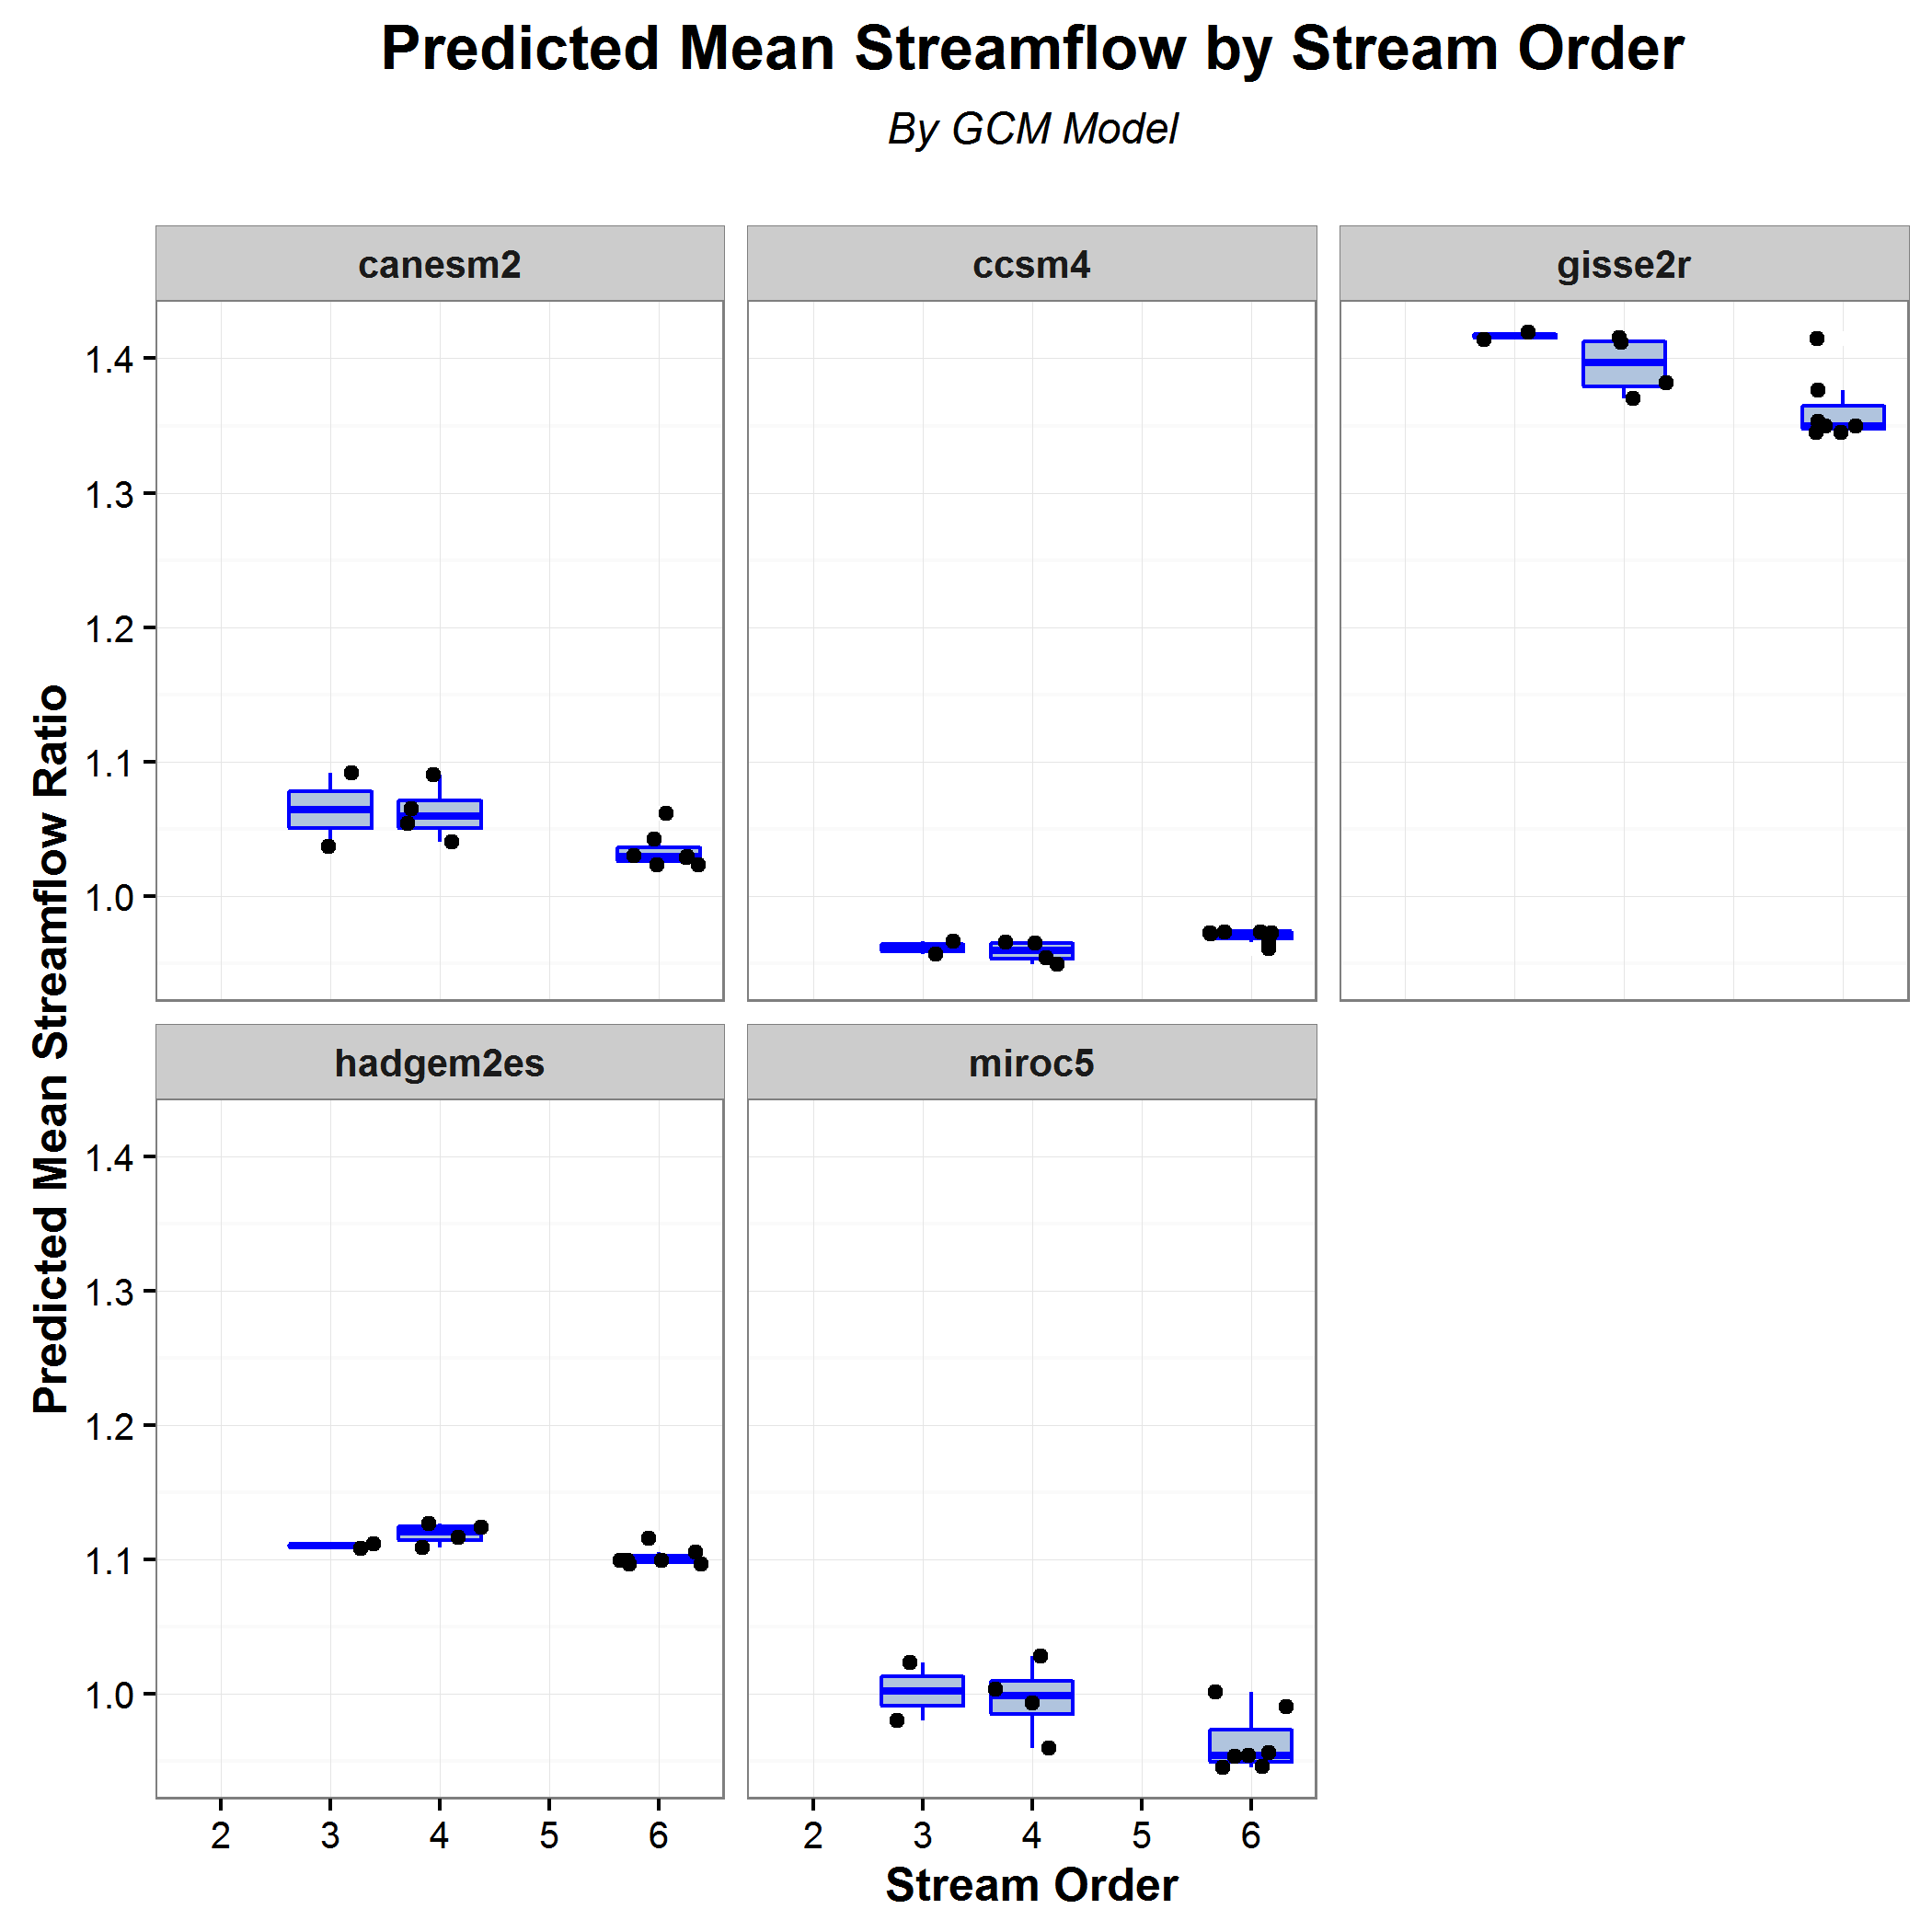 Predicted Mean Streamflow by Stream Order
By GCM Model
canesm2
ccsm4
gisse2r
1.4
1.3
1.2
1.1
1.0
Predicted Mean Streamflow Ratio
hadgem2es
miroc5
1.4
1.3
1.2
1.1
1.0
2 3 4 5 6
2 3 4 5 6
Stream Order